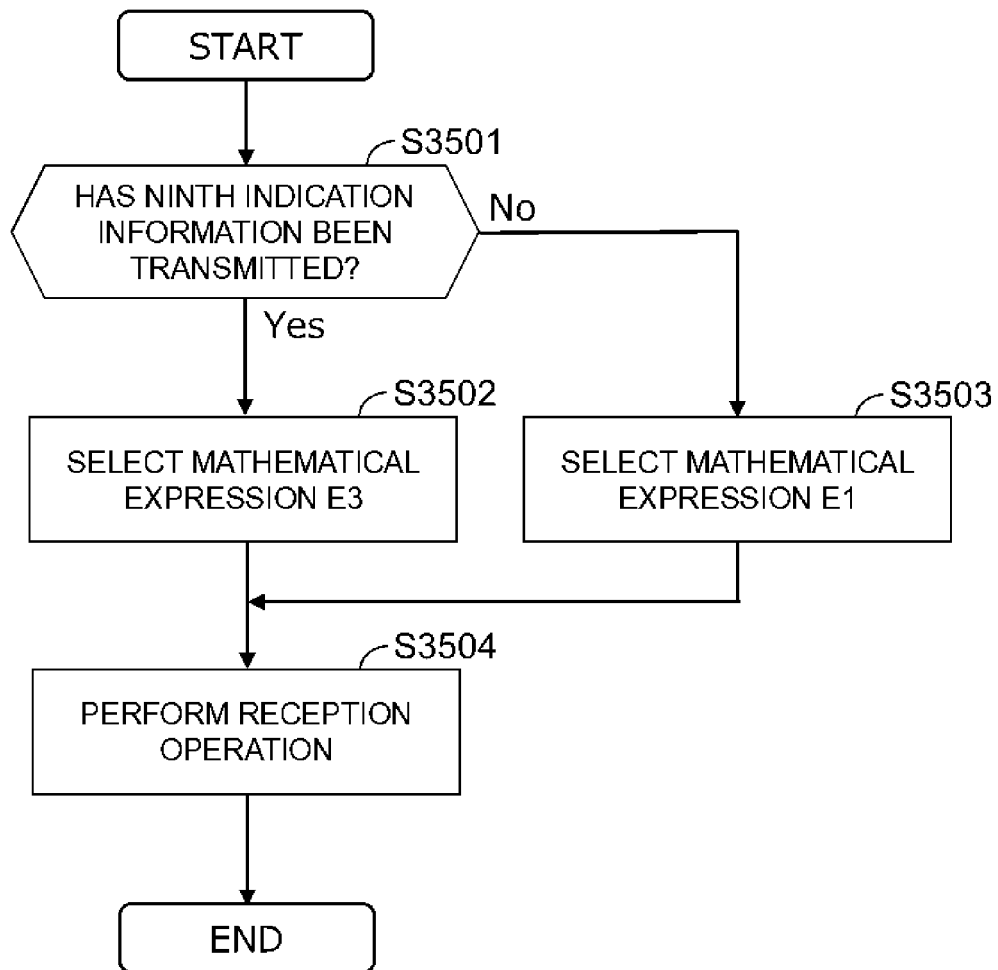 START
S3501
HAS NINTH INDICATION
INFORMATION BEEN
TRANSMITTED?
No
Yes
S3502
SELECT MATHEMATICAL
EXPRESSION E3
S3503
SELECT MATHEMATICAL
EXPRESSION E1
S3504
PERFORM RECEPTION
OPERATION
END